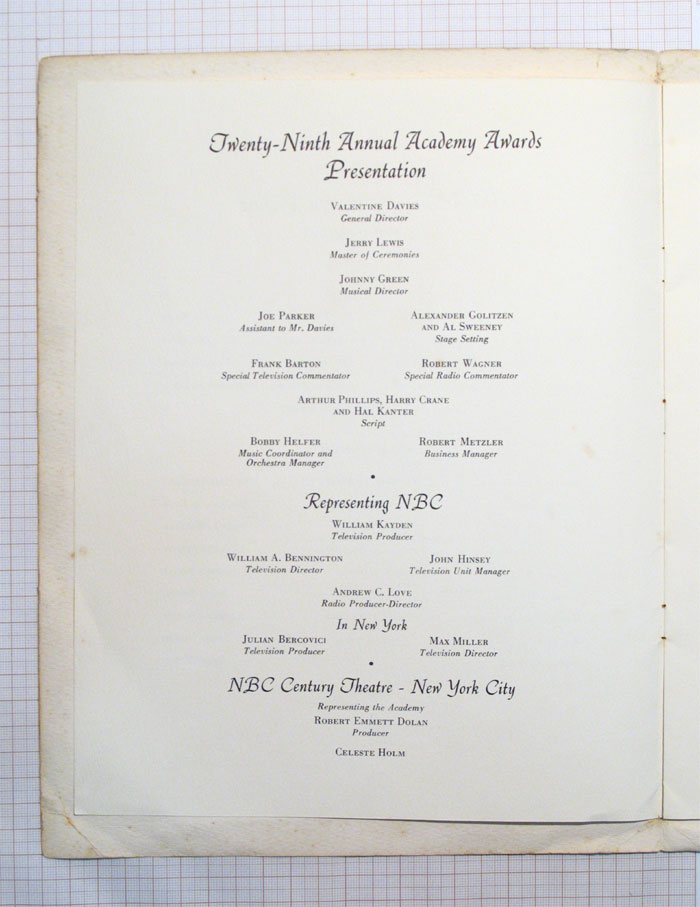 Twenty-Ninth Annual Academy Awards
Presentation
Valentine Davies
General Director
Jerry Lewis
Master of Ceremonies
Johnny Green
Musical Director
Joe Parker
Assistant to Mr. Davies
Alexander Golitzen
and Al Sweeney
Stage Setting
Frank Barton
Special Television Commentator
Robert Wagner
Special Radio Commentator
Arthur Phillips, Harry Crane
and Hal Kanter
Script
Bobby Helfer
Music Coordinator and
Orchestra Manager
Robert Metzler
Business Manager
Representing NBC
William Kayden
Television Producer
William A. Bennington
Television Director
John Hinsey
Television Unit Manager
Andrew C. Love
Radio Producer-Director
In New York
Julian Bercovici
Television Producer
Max Miller
Television Director
NBC Century Theatre - New York City
Representing the Academy
Robert Emmett Dolan
Producer
Celeste Holm